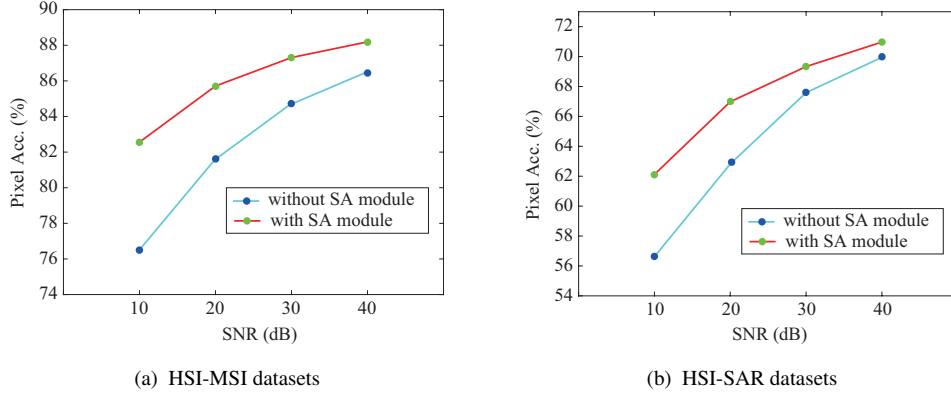 90
88
86
84
82
80
78
76
74
Pixel Acc. (%)
10 20 30 40
SNR (dB)
without SA module
with SA module
(a) HSI-MSI datasets
74
72
70
68
66
64
62
60
58
56
54
Pixel Acc. (%)
10 20 30 40
SNR (dB)
without SA module
with SA module
(b) HSI-SAR datasets